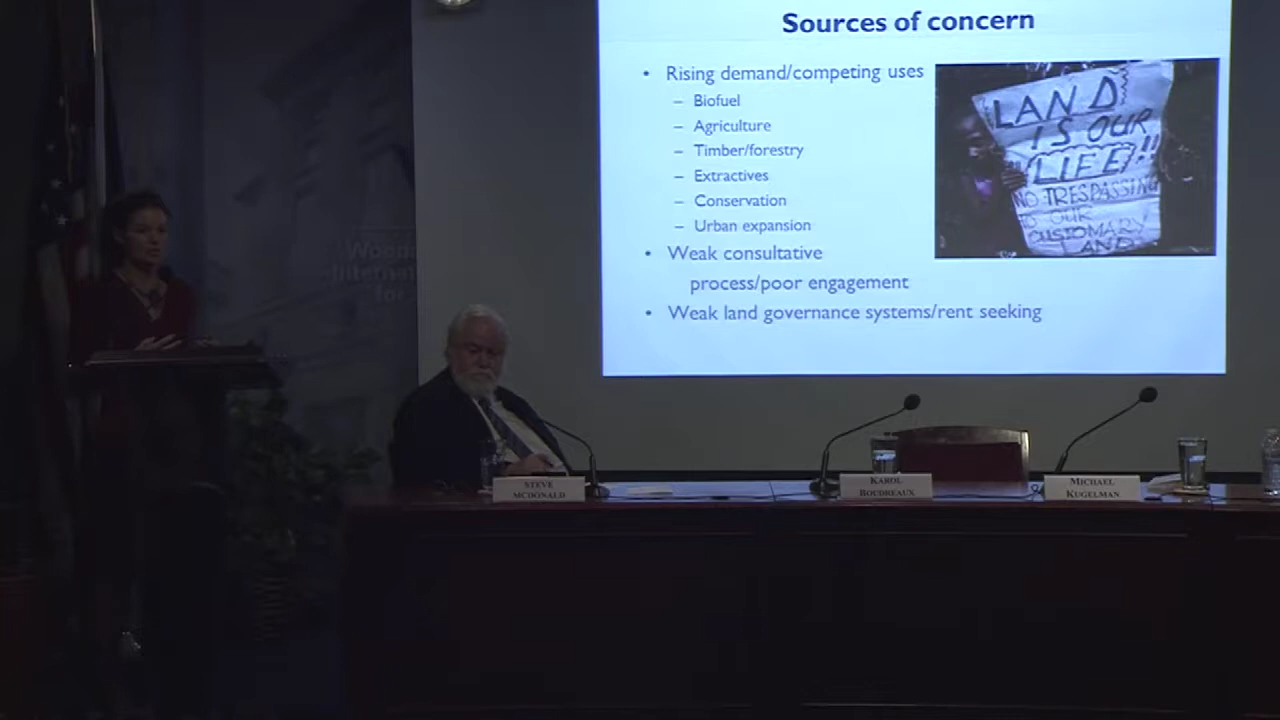 Sources of concern
• Rising demand/competing uses
– Biofuel
– Agriculture
– Timber/forestry
– Extractives
– Conservation
– Urban expansion
• Weak consultative
process/poor engagement
• Weak land governance systems/rent seeking
LAND
IS OUR
LIFE!!
NO TRESPASSING
TO OUR
CUSTOMARY
LAND
STEVE
MCDONALD
KAROL
BOUDREAUX
MICHAEL
KUGELMAN